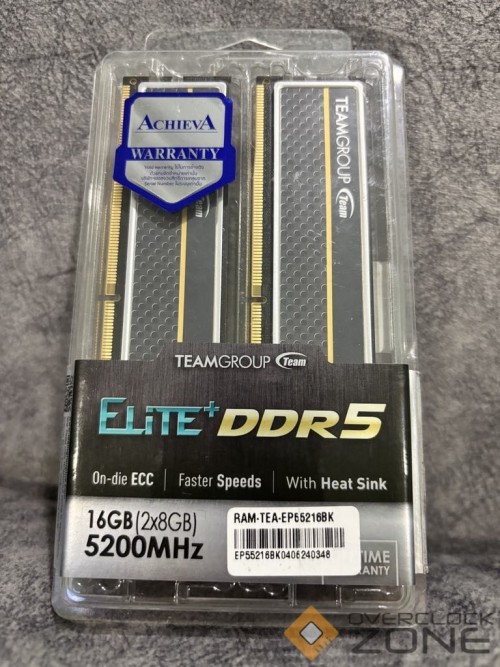 ACHIEVA
WARRANTY
TEAMGROUP Team
TEAMGROUP Team
ELITE+ DDR5
On-die ECC | Faster Speeds | With Heat Sink
16GB (2x8GB)
5200MHz
RAM-TEA-EP55216BK
EP55216BK0406240346
TIME
RANTY
OVERCLOCK
ZONE